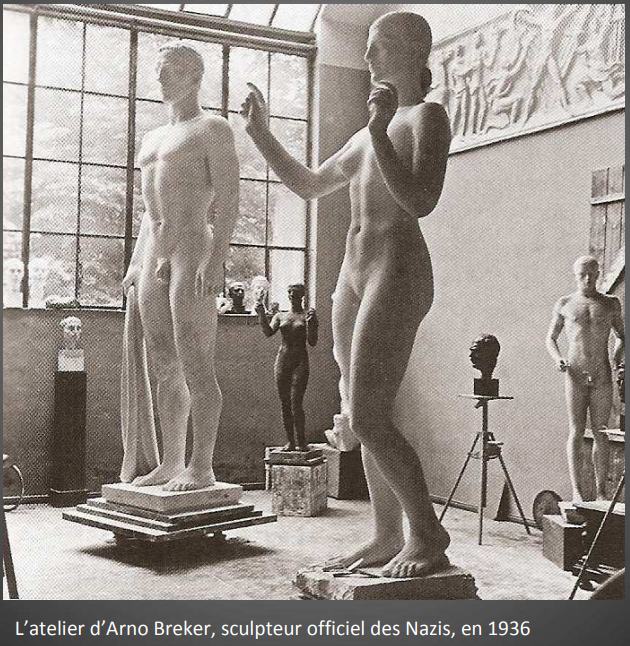 L’atelier d’Arno Breker, sculpteur officiel des Nazis, en 1936